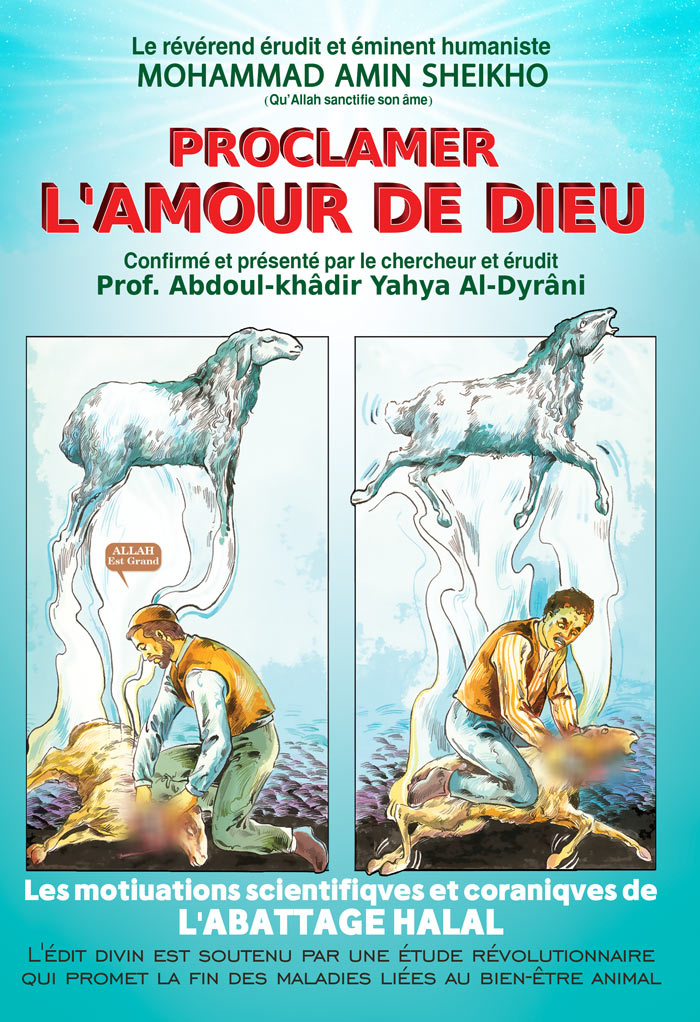 Le révérend érudit et éminent humaniste
MOHAMMAD AMIN SHEIKHO
(Qu'Allah sanctifie son âme)
PROCLAMER
L'AMOUR DE DIEU
Confirmé et présenté par le chercheur et érudit
Prof. Abdoul-khâdir Yahya Al-Dyrâni
ALLAH
Est Grand
Les motiuations scientifiqves et coraniqves de
L'ABATTAGE HALAL
L'ÉDIT DIVIN EST SOUTENU PAR UNE ÉTUDE RÉVOLUTIONNAIRE
QUI PROMET LA FIN DES MALADIES LIÉES AU BIEN-ÊTRE ANIMAL